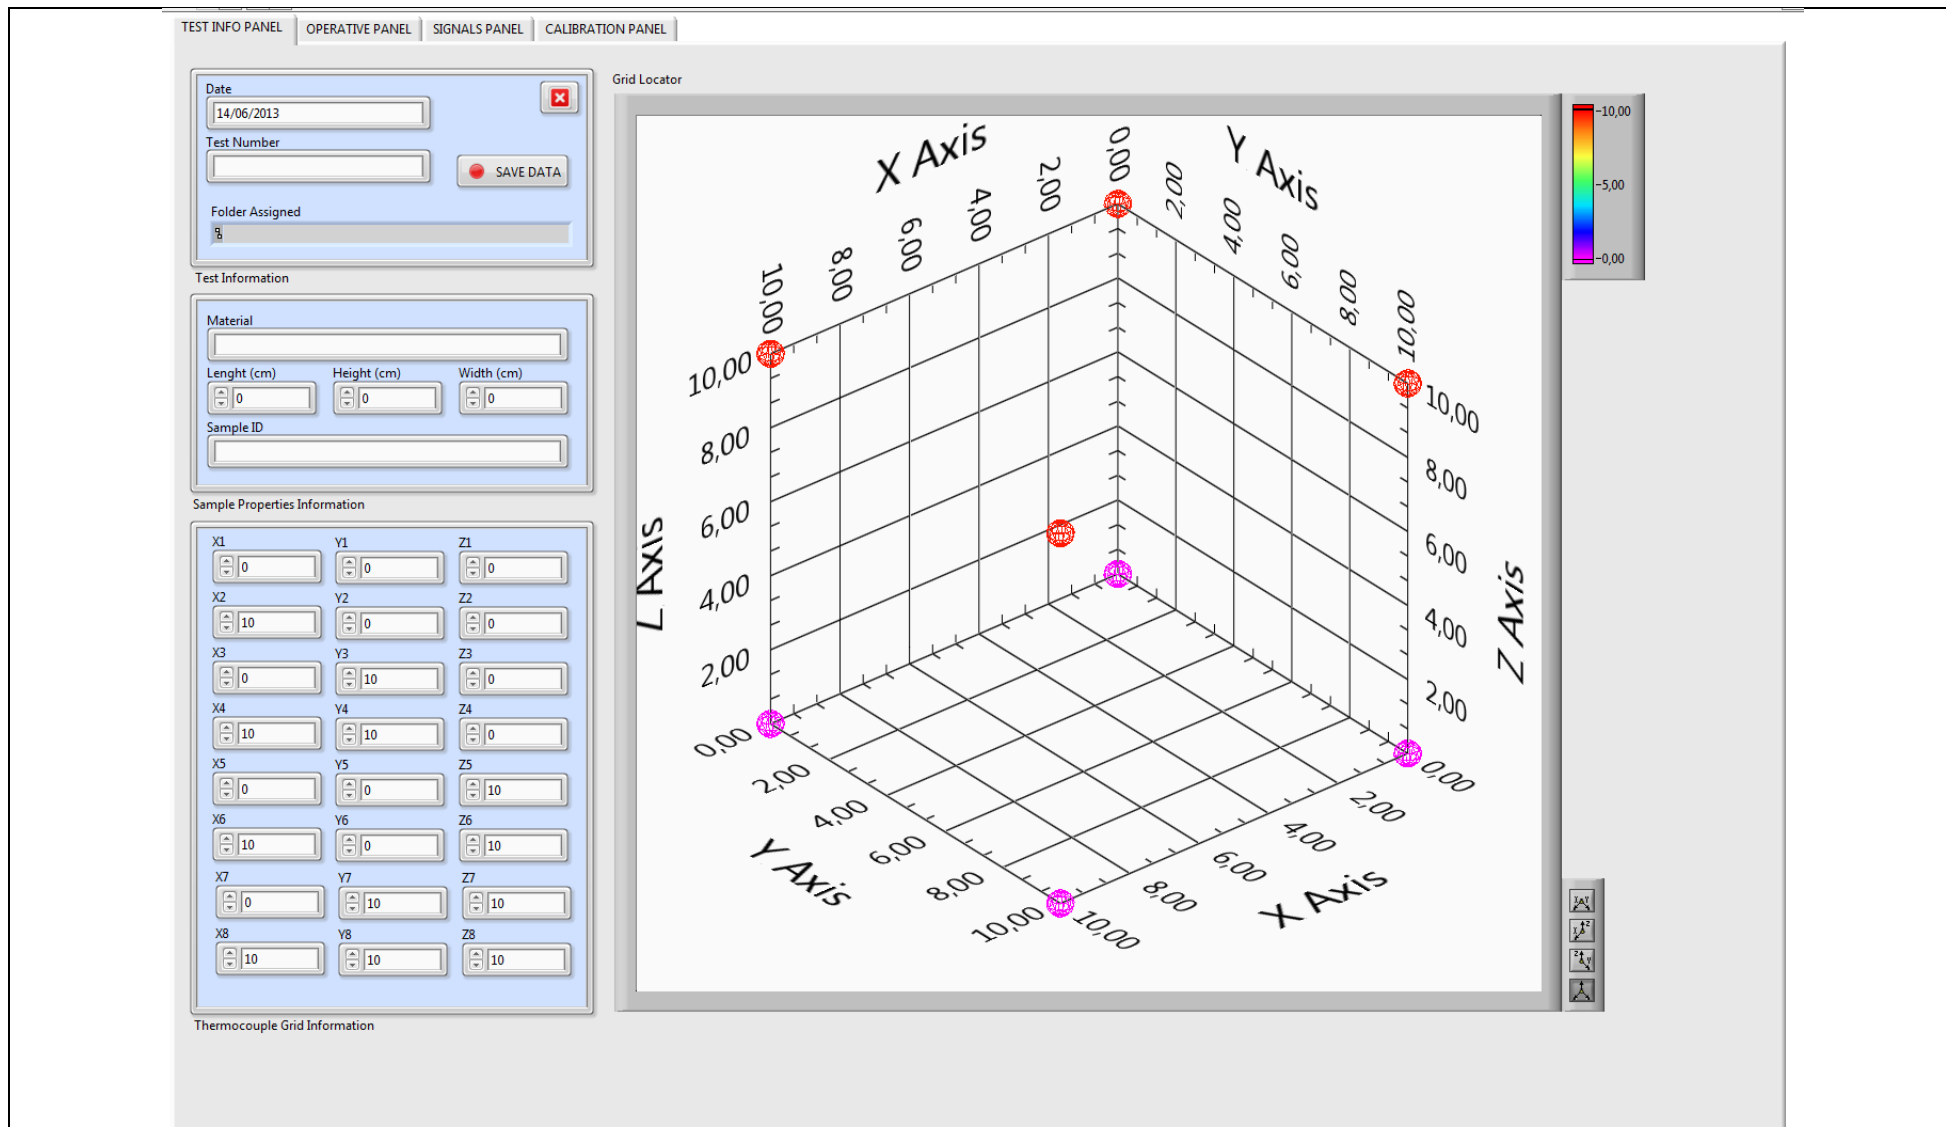 TEST INFO PANEL
OPERATIVE PANEL
SIGNALS PANEL
CALIBRATION PANEL
Date
14/06/2013
Test Number
SAVE DATA
Folder Assigned
Test Information
Material
Lenght (cm)
Height (cm)
Width (cm)
0
0
0
Sample ID
Sample Properties Information
X1
Y1
Z1
0
0
0
X2
Y2
Z2
10
0
0
X3
Y3
Z3
0
10
0
X4
Y4
Z4
10
10
0
X5
Y5
Z5
0
0
10
X6
Y6
Z6
10
0
10
X7
Y7
Z7
0
10
10
X8
Y8
Z8
10
10
10
Thermocouple Grid Information
Grid Locator
X Axis
10,00
8,00
6,00
4,00
2,00
0,00
Y Axis
2,00
4,00
6,00
8,00
10,00
Z Axis
10,00
8,00
6,00
4,00
2,00
0,00
Y Axis
2,00
4,00
6,00
8,00
10,00
X Axis
10,00
8,00
6,00
4,00
2,00
0,00
Z Axis
10,00
8,00
6,00
4,00
2,00
10,00
5,00
0,00